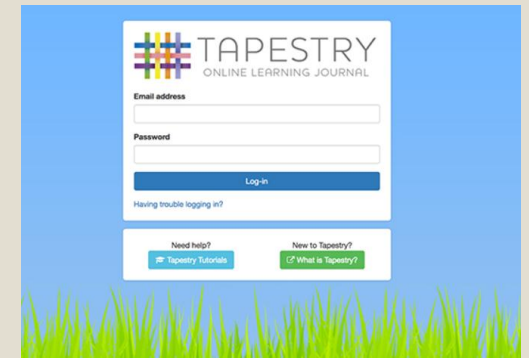 TAPESTRY
ONLINE LEARNING JOURNAL
Email address
Password
Log-in
Having trouble logging in?
Need help?
New to Tapestry?
Tapestry Tutorials
What is Tapestry?